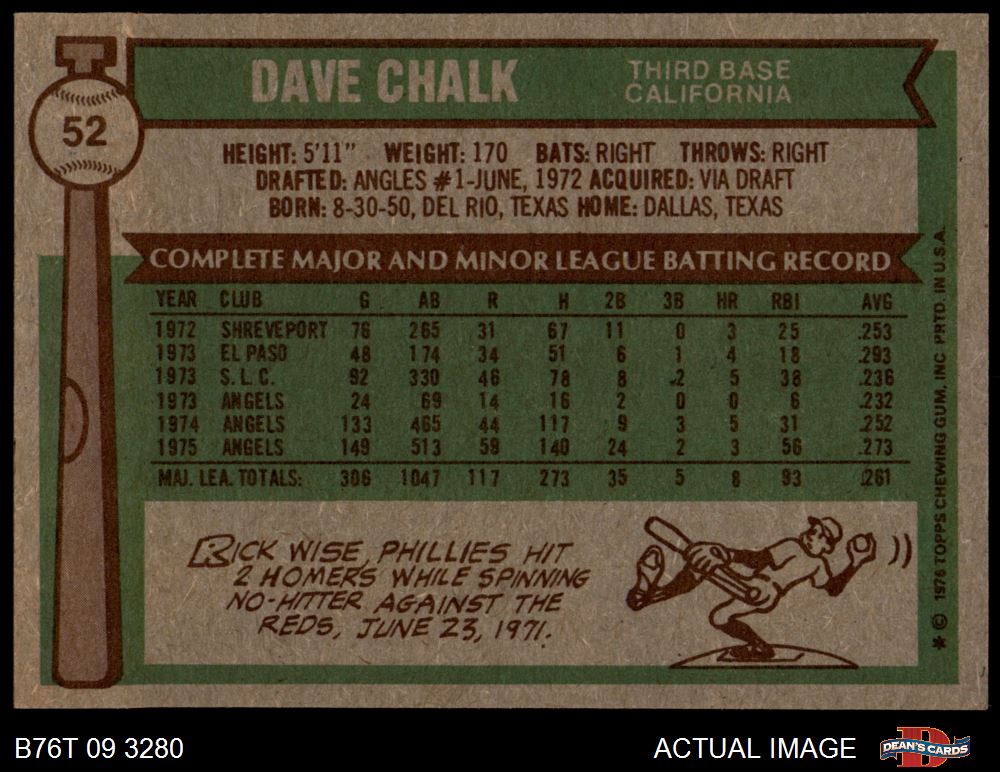 52
DAVE CHALK
THIRD BASE
CALIFORNIA
HEIGHT: 5'11" WEIGHT: 170 BATS: RIGHT THROWS: RIGHT
DRAFTED: ANGLES #1-JUNE, 1972 ACQUIRED: VIA DRAFT
BORN: 8-30-50, DEL RIO, TEXAS HOME: DALLAS, TEXAS
COMPLETE MAJOR AND MINOR LEAGUE BATTING RECORD
YEAR CLUB G AB R H 2B 3B HR RBI AVG
1972 SHREVEPORT 76 265 31 67 11 0 3 25 .253
1973 EL PASO 48 174 34 51 6 1 4 18 .293
1973 S.L.C. 92 330 46 78 8 2 5 38 .236
1973 ANGELS 24 69 14 16 2 0 0 6 .232
1974 ANGELS 133 465 44 117 9 3 5 31 .252
1975 ANGELS 149 513 59 140 24 2 3 56 .273
MAJ. LEA. TOTALS: 306 1047 117 273 35 5 8 93 .261
RICK WISE, PHILLIES HIT
2 HOMERS WHILE SPINNING
NO-HITTER AGAINST THE
REDS, JUNE 23, 1971.
* © 1976 TOPPS CHEWING GUM, INC. PRTD. IN U.S.A.
B76T 09 3280
ACTUAL IMAGE
D
DEAN'S CARDS